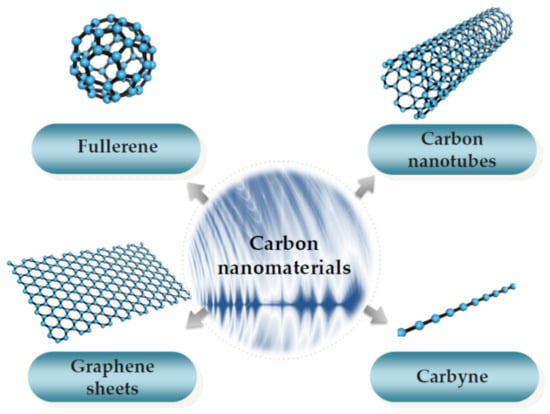 Fullerene
Carbon
nanotubes
Carbon
nanomaterials
Graphene
sheets
Carbyne